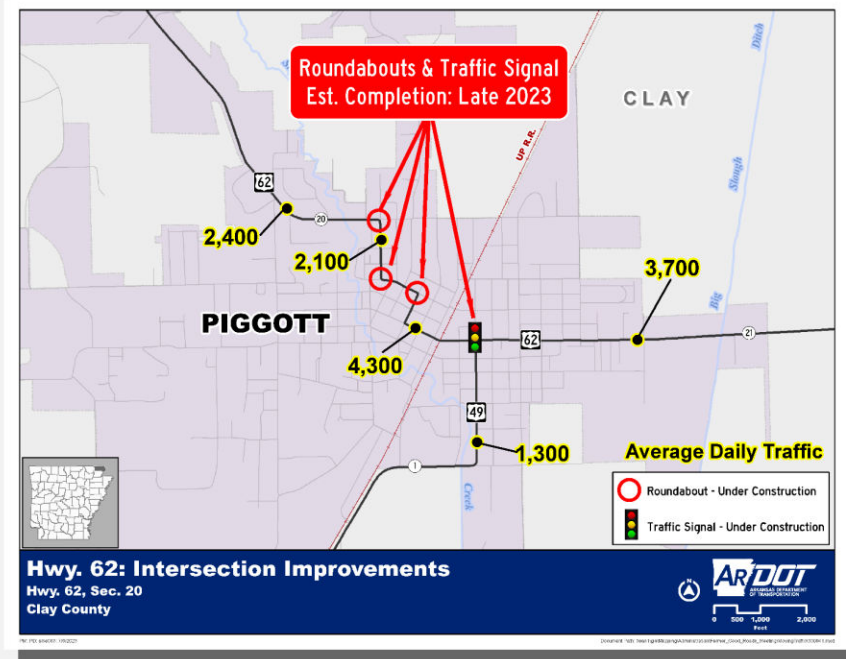 Roundabouts & Traffic Signal
Est. Completion: Late 2023
CLAY
Ditch
UP R.R.
Slough
62
20
2,400
2,100
3,700
Big
PIGGOTT
62
21
4,300
49
1,300
Average Daily Traffic
1
Creek
Roundabout - Under Construction
Traffic Signal - Under Construction
Hwy. 62: Intersection Improvements
Hwy. 62, Sec. 20
Clay County
N
ARDOT
ARKANSAS DEPARTMENT
OF TRANSPORTATION
0 500 1,000 2,000
Feet